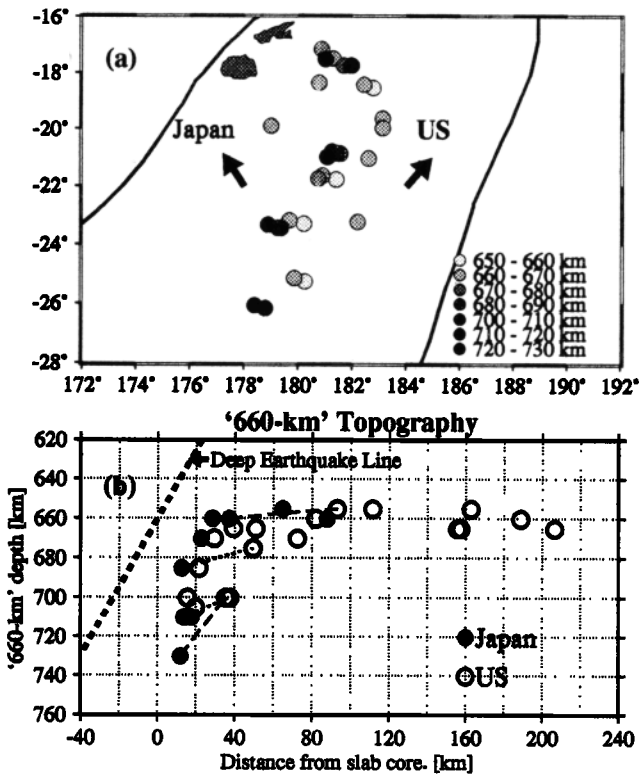 -16°
-18°
-20°
-22°
-24°
-26°
-28°
(a)
Japan
US
650 - 660 km
660 - 670 km
670 - 680 km
680 - 690 km
700 - 710 km
710 - 720 km
720 - 730 km
172° 174° 176° 178° 180° 182° 184° 186° 188° 190° 192°
'660-km' Topography
'660-km' depth [km]
620
640
660
680
700
720
740
760
(b)
Deep Earthquake Line
Japan
US
-40 0 40 80 120 160 200 240
Distance from slab core. [km]